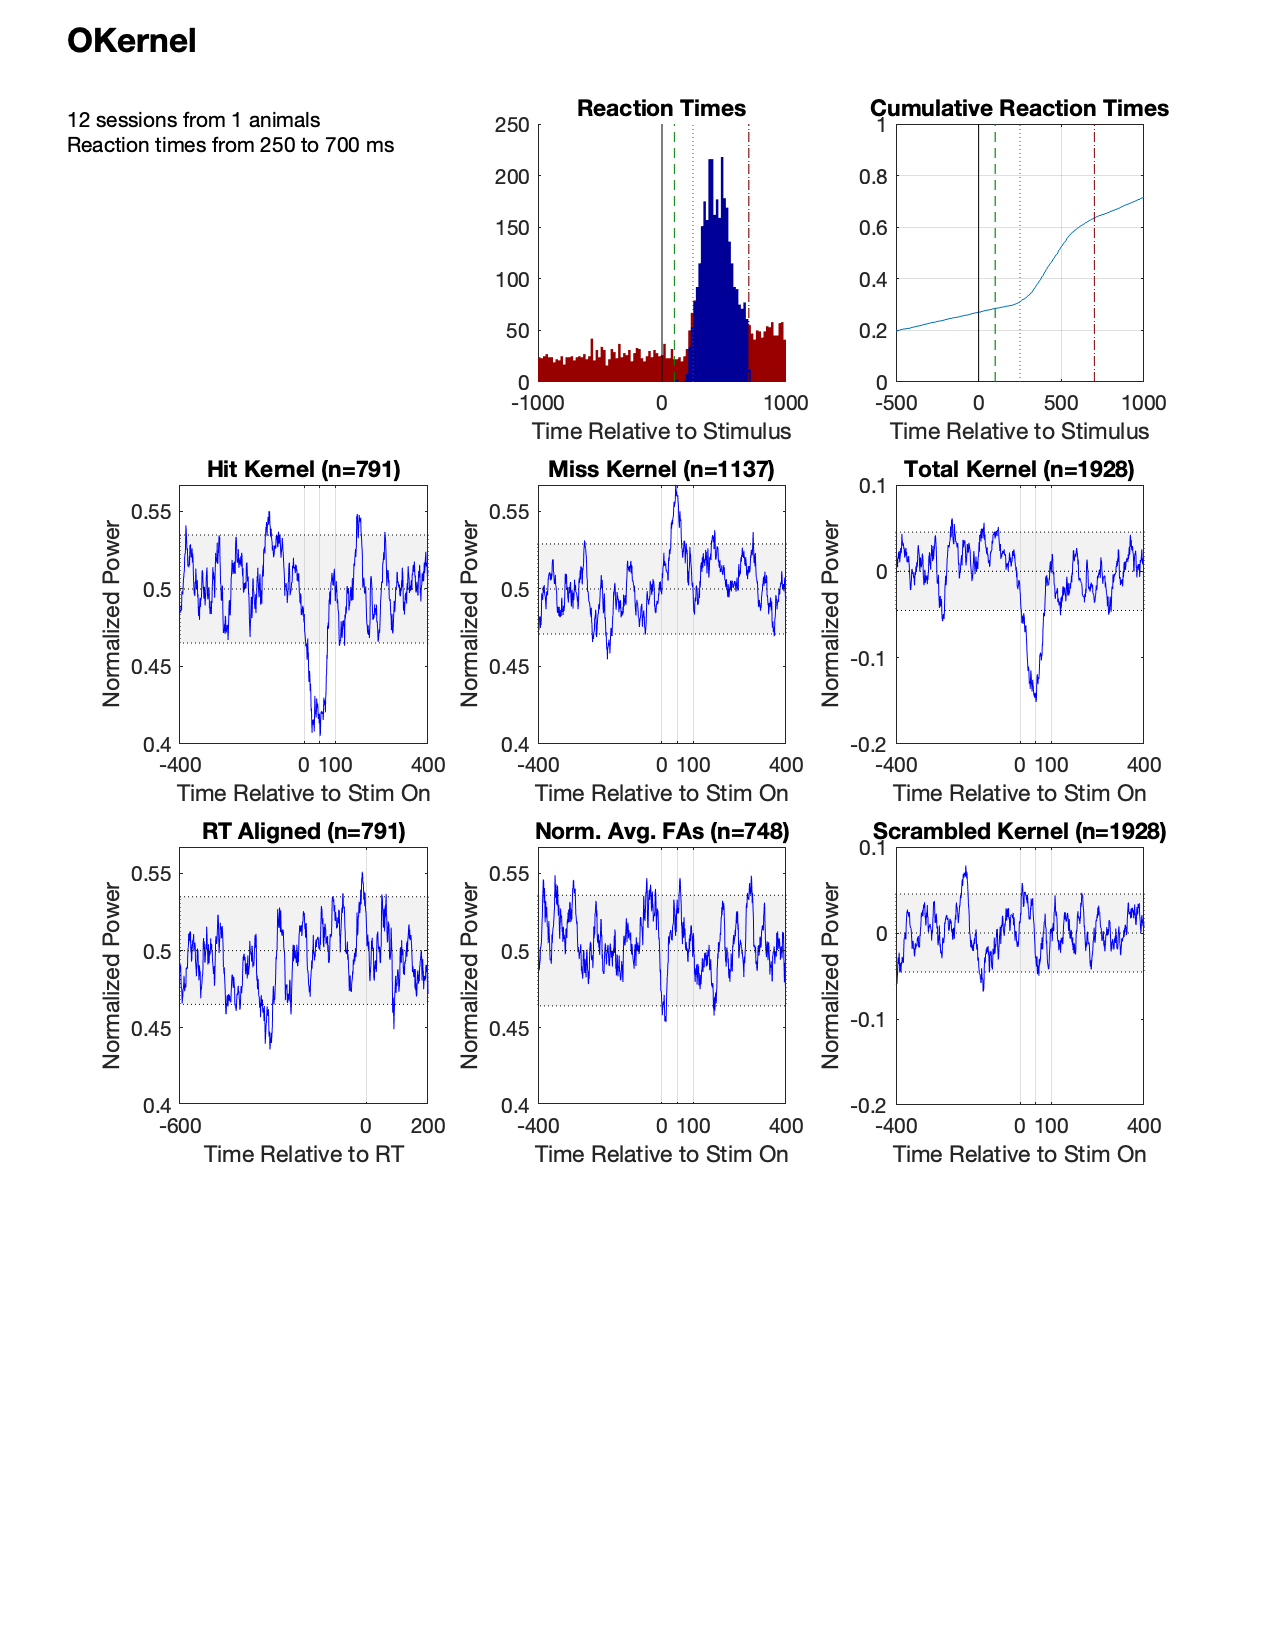 OKernel
12 sessions from 1 animals
Reaction times from 250 to 700 ms
Reaction Times
250
200
150
100
50
0
-1000
0
1000
Time Relative to Stimulus
Cumulative Reaction Times
1
0.8
0.6
0.4
0.2
0
-500
0
500
1000
Time Relative to Stimulus
Hit Kernel (n=791)
Normalized Power
0.55
0.5
0.45
0.4
-400
0
100
400
Time Relative to Stim On
Miss Kernel (n=1137)
Normalized Power
0.55
0.5
0.45
0.4
-400
0
100
400
Time Relative to Stim On
Total Kernel (n=1928)
Normalized Power
0.1
0
-0.1
-0.2
-400
0
100
400
Time Relative to Stim On
RT Aligned (n=791)
Normalized Power
0.55
0.5
0.45
0.4
-600
0
200
Time Relative to RT
Norm. Avg. FAs (n=748)
Normalized Power
0.55
0.5
0.45
0.4
-400
0
100
400
Time Relative to Stim On
Scrambled Kernel (n=1928)
Normalized Power
0.1
0
-0.1
-0.2
-400
0
100
400
Time Relative to Stim On